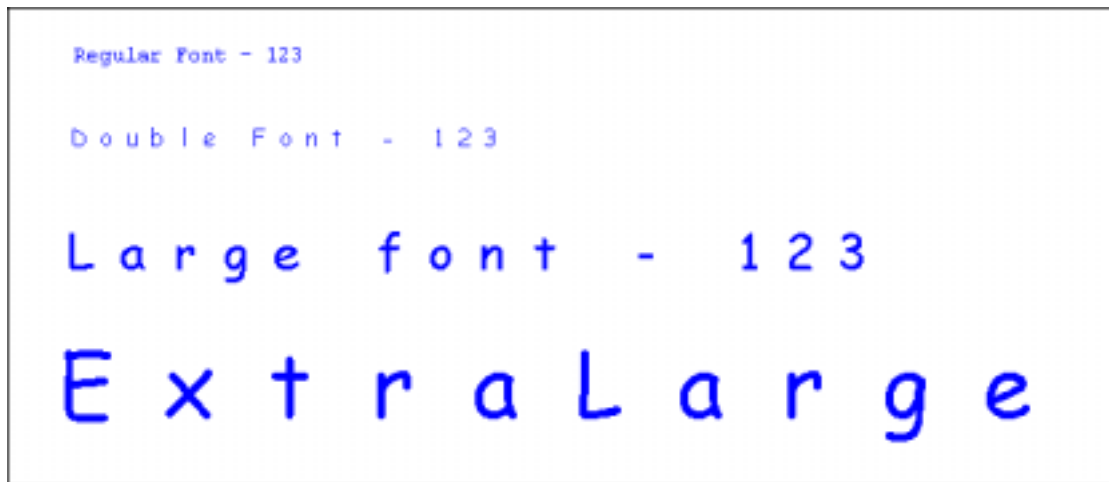 Regular Font - 123
Double Font - 123
Large font - 123
ExtraLarge